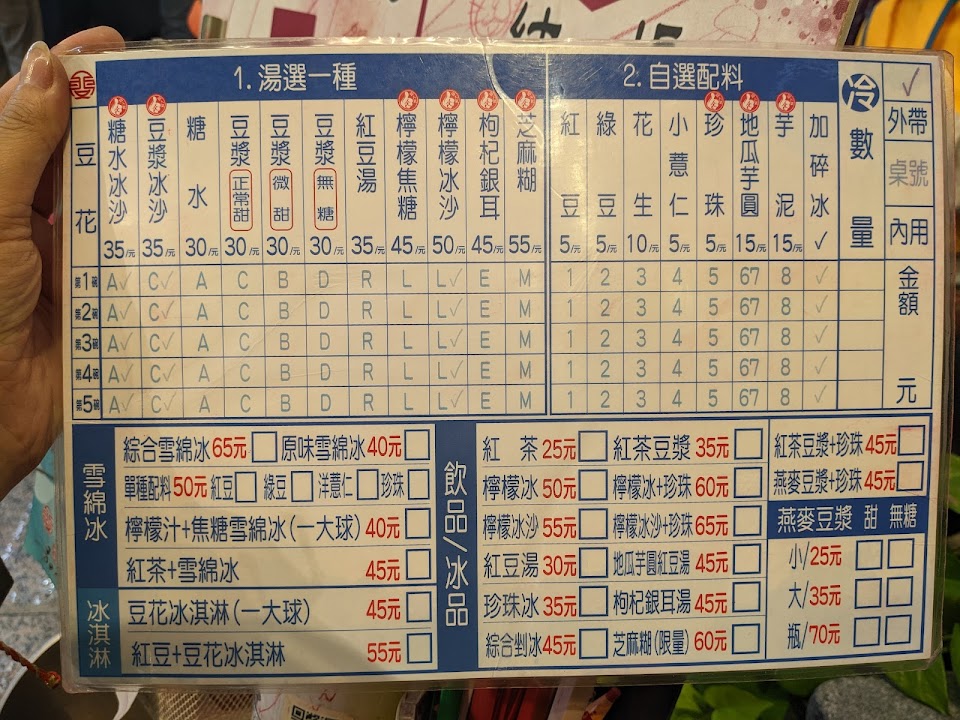 豆花
1.湯選一種
糖水冰沙 35/元
豆漿冰沙 35/元
糖水 30/元
豆漿 正常甜 30/元
豆漿 微甜 30/元
豆漿 無糖 30/元
紅豆湯 35/元
檸檬焦糖 45/元
檸檬冰沙 50/元
枸杞銀耳 45/元
芝麻糊 55/元
2.自選配料
紅豆 5/元
綠豆 5/元
花生 10/元
小薏仁 5/元
珍珠 5/元
地瓜芋圓 15/元
芋泥 15/元
加碎冰 ✓
冷 數量
✓
外帶
桌號
內用
金額 元
第1碗 A✓ C✓ A C B D R L L✓ E M 1 2 3 4 5 67 8 ✓
第2碗 A✓ C✓ A C B D R L L✓ E M 1 2 3 4 5 67 8 ✓
第3碗 A✓ C✓ A C B D R L L✓ E M 1 2 3 4 5 67 8 ✓
第4碗 A✓ C✓ A C B D R L L✓ E M 1 2 3 4 5 67 8 ✓
第5碗 A✓ C✓ A C B D R L L✓ E M 1 2 3 4 5 67 8 ✓
雪綿冰
綜合雪綿冰 65元 原味雪綿冰 40元
單種配料 50元 紅豆 綠豆 洋薏仁 珍珠
檸檬汁+焦糖雪綿冰(一大球) 40元
紅茶+雪綿冰 45元
冰淇淋
豆花冰淇淋(一大球) 45元
紅豆+豆花冰淇淋 55元
飲品/冰品
紅茶 25元 紅茶豆漿 35元
檸檬冰 50元 檸檬冰+珍珠 60元
檸檬冰沙 55元 檸檬冰沙+珍珠 65元
紅豆湯 30元 地瓜芋圓紅豆湯 45元
珍珠冰 35元 枸杞銀耳湯 45元
綜合剉冰 45元 芝麻糊(限量) 60元
紅茶豆漿+珍珠 45元
燕麥豆漿+珍珠 45元
燕麥豆漿 甜 無糖
小/25元
大/35元
瓶/70元